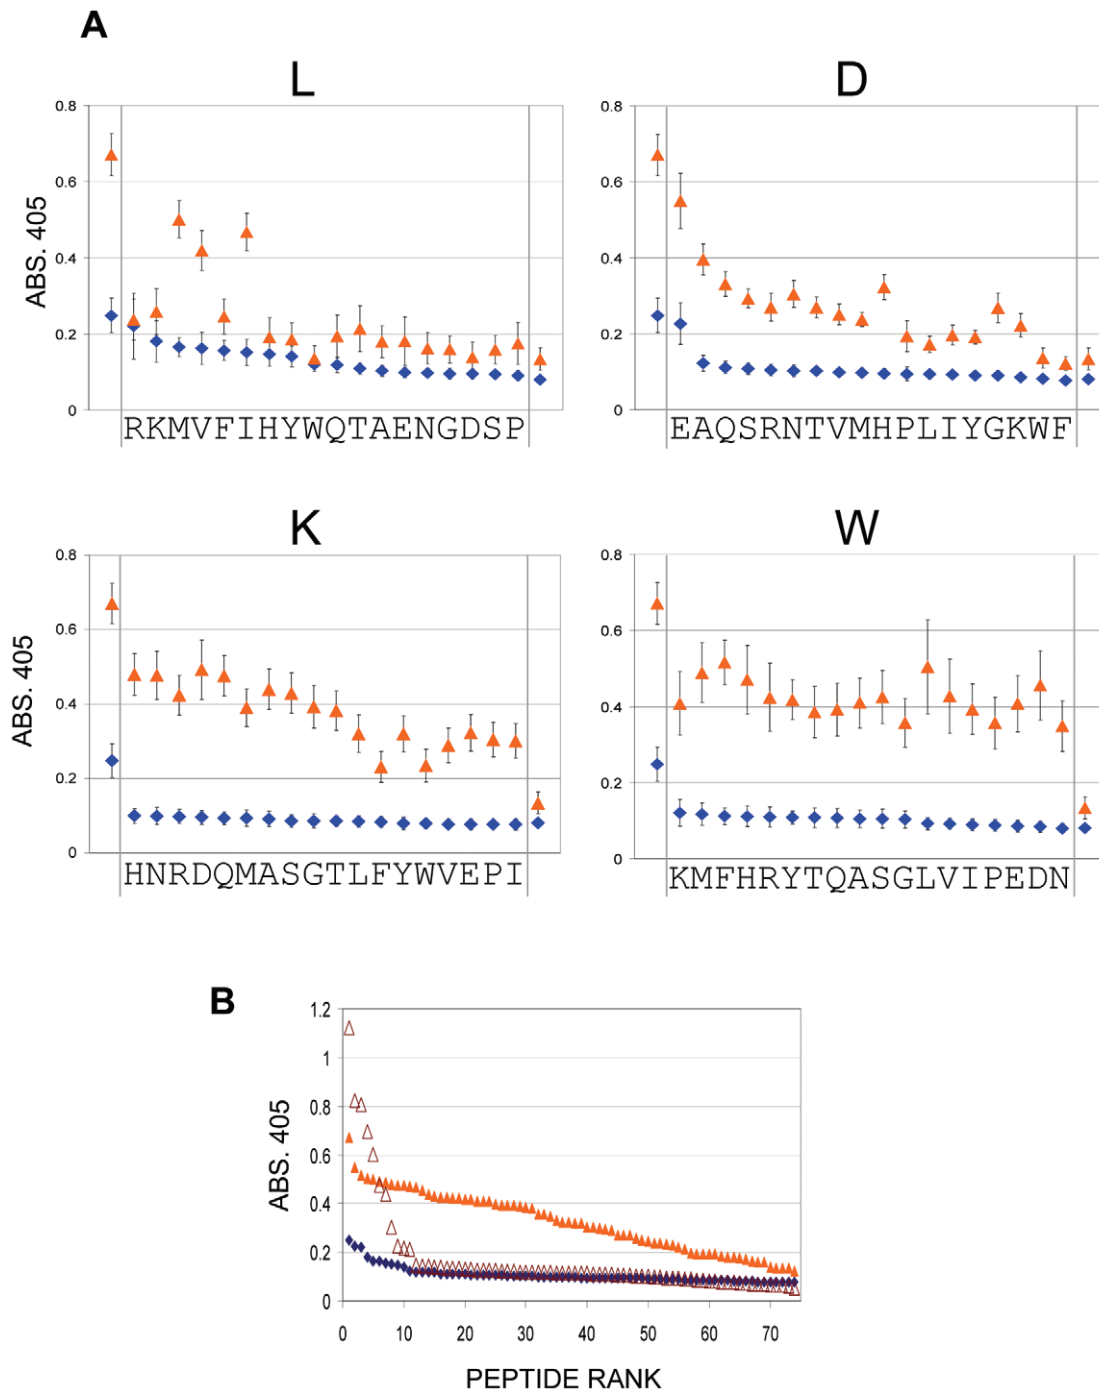 A
L
D
0.8
0.6
0.4
0.2
0
ABS. 405
RKMVFIHYWQTAENGDSP
0.8
0.6
0.4
0.2
0
EAQSRNTVMHPLIYGKWF
K
W
0.8
0.6
0.4
0.2
0
ABS. 405
HNRDQMASGTLFYWVEPI
0.8
0.6
0.4
0.2
0
KMFHRYTQASGLVIPEDN
B
1.2
1
0.8
0.6
0.4
0.2
0
ABS. 405
0 10 20 30 40 50 60 70
PEPTIDE RANK